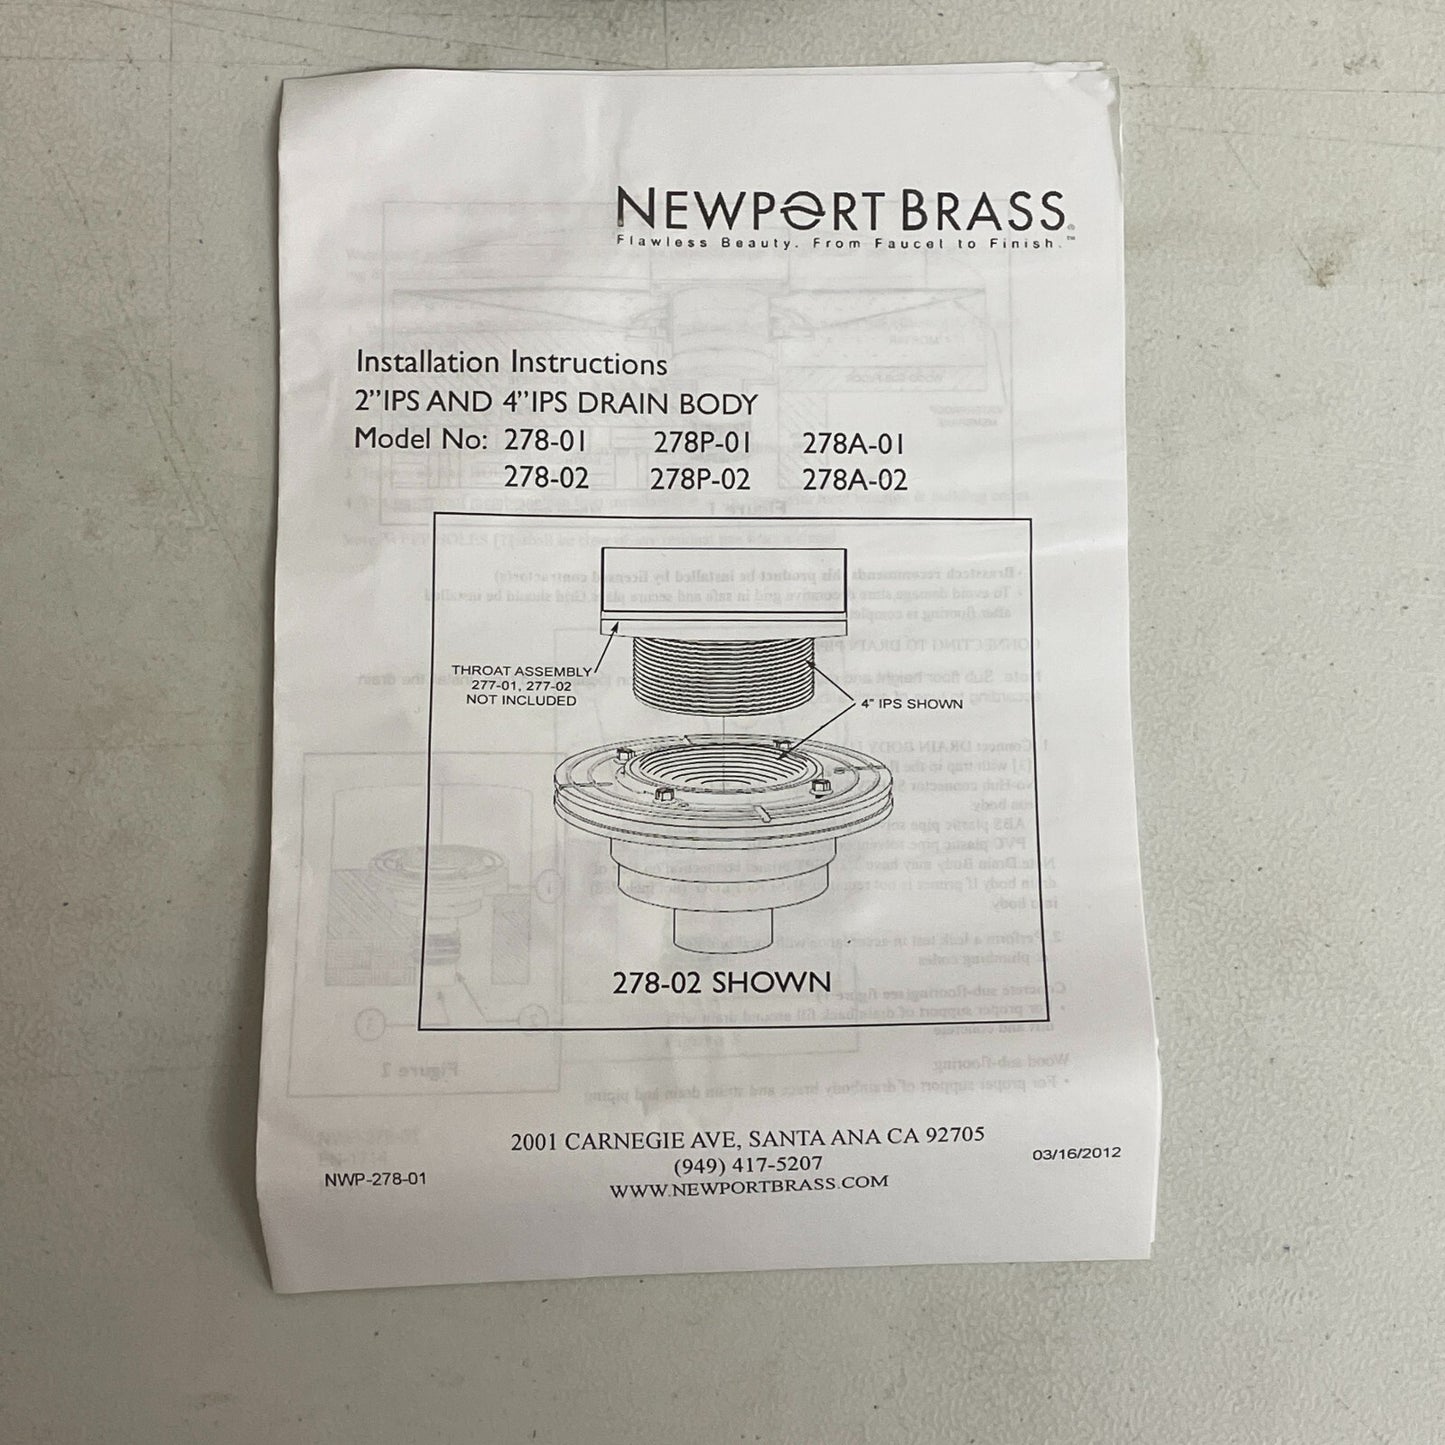 NEWPORT BRASS®
Flawless Beauty. From Faucet to Finish.™
Installation Instructions
2”IPS AND 4”IPS DRAIN BODY
Model No: 278-01 278P-01 278A-01
278-02 278P-02 278A-02
THROAT ASSEMBLY
277-01, 277-02
NOT INCLUDED
4" IPS SHOWN
278-02 SHOWN
2001 CARNEGIE AVE, SANTA ANA CA 92705
(949) 417-5207
WWW.NEWPORTBRASS.COM
NWP-278-01
03/16/2012